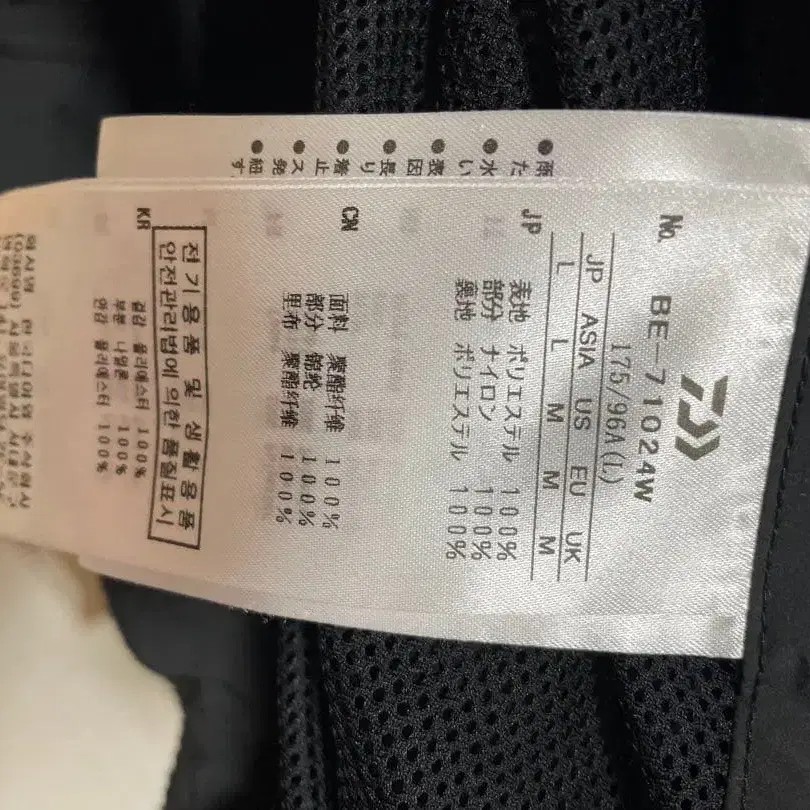 No. BE-71024W
175/96A(L)
JP ASIA US EU UK
L L M M M
JP
表地 ポリエステル 100%
部分 ナイロン 100%
裏地 ポリエステル 100%
CN
面料 聚酯纤维 100%
部分 锦纶 100%
里布 聚酯纤维 100%
전기용품 및 생활용품
안전관리법에 의한 품질표시
KR
겉감 폴리에스터 100%
부분 나일론 100%
안감 폴리에스터 100%